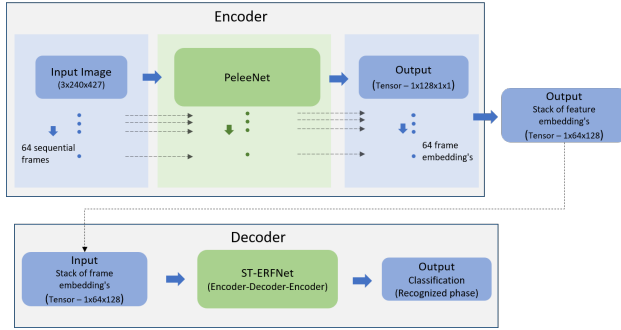 Encoder
Input Image
(3x240x427)
PeleeNet
Output
(Tensor – 1x128x1x1)
64 sequential
frames
64 frame
embedding's
Output
Stack of feature
embedding's
(Tensor – 1x64x128)
Decoder
Input
Stack of frame
embedding's
(Tensor – 1x64x128)
ST-ERFNet
(Encoder-Decoder-Encoder)
Output
Classification
(Recognized phase)